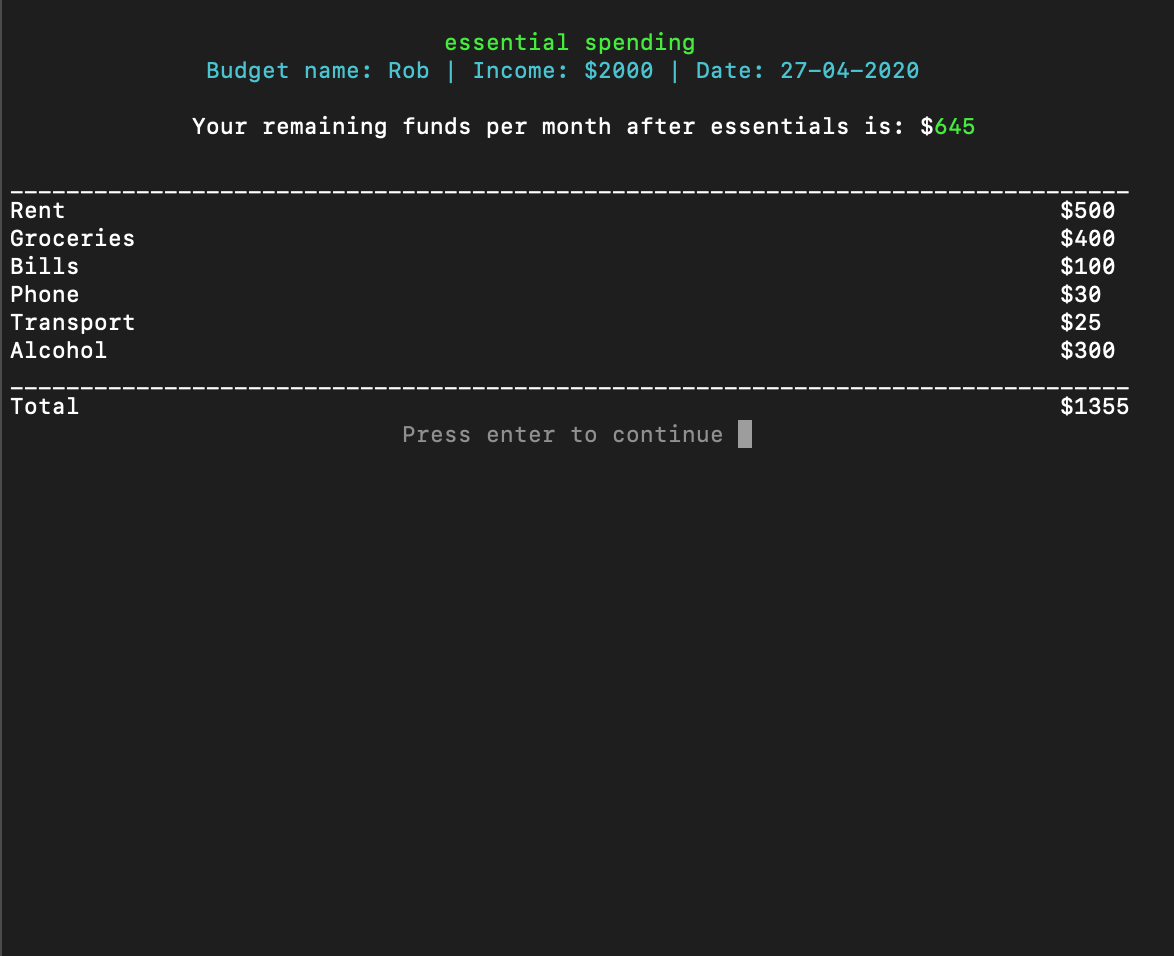 essential spending
Budget name: Rob | Income: $2000 | Date: 27-04-2020
Your remaining funds per month after essentials is: $645
________________________________________________________________________________
Rent $500
Groceries $400
Bills $100
Phone $30
Transport $25
Alcohol $300
________________________________________________________________________________
Total $1355
Press enter to continue